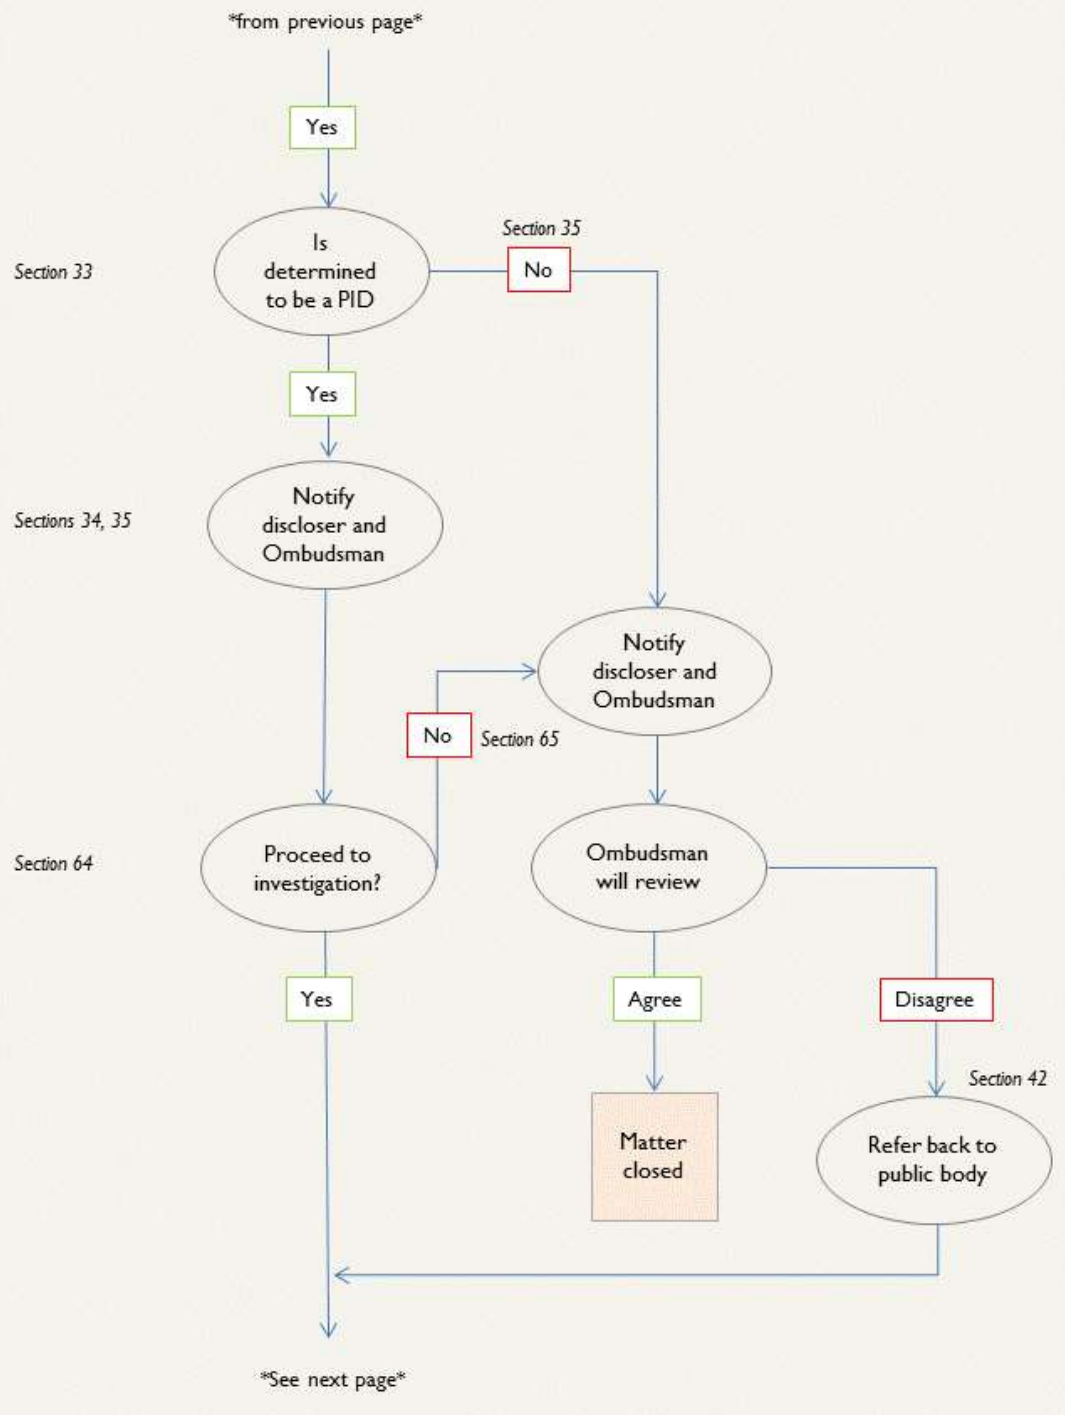 *from previous page*
Yes
Section 35
Is
determined
to be a PID
No
Section 33
Yes
Notify
discloser and
Ombudsman
Sections 34, 35
Notify
discloser and
Ombudsman
No
Section 65
Proceed to
investigation?
Section 64
Ombudsman
will review
Yes
Agree
Disagree
Section 42
Matter
closed
Refer back to
public body
*See next page*